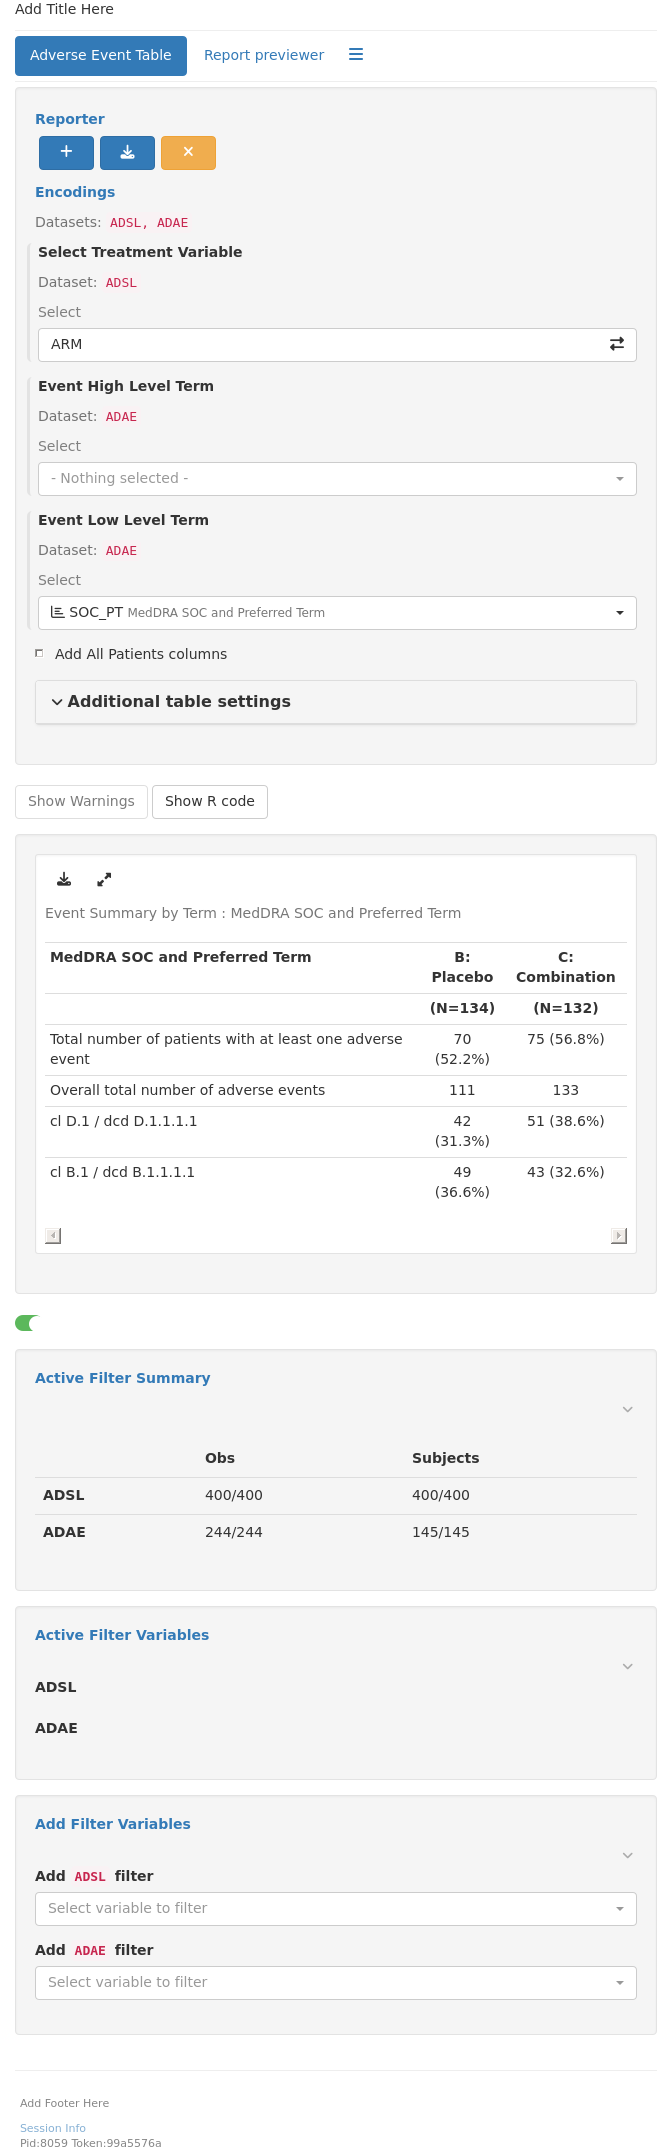 Add Title Here
Adverse Event Table Report previewer
Reporter
Encodings
Datasets: ADSL, ADAE
Select Treatment Variable
Dataset: ADSL
Select
ARM
Event High Level Term
Dataset: ADAE
Select
- Nothing selected -
Event Low Level Term
Dataset: ADAE
Select
SOC_PT MedDRA SOC and Preferred Term
Add All Patients columns
Additional table settings
Show Warnings Show R code
Event Summary by Term : MedDRA SOC and Preferred Term
MedDRA SOC and Preferred Term B: C:
Placebo Combination
(N=134) (N=132)
Total number of patients with at least one adverse 70 75 (56.8%)
event (52.2%)
Overall total number of adverse events 111 133
cl D.1 / dcd D.1.1.1.1 42 51 (38.6%)
(31.3%)
cl B.1 / dcd B.1.1.1.1 49 43 (32.6%)
(36.6%)
Active Filter Summary
Obs Subjects
ADSL 400/400 400/400
ADAE 244/244 145/145
Active Filter Variables
ADSL
ADAE
Add Filter Variables
Add ADSL filter
Select variable to filter
Add ADAE filter
Select variable to filter
Add Footer Here
Session Info
Pid:8059 Token:99a5576a